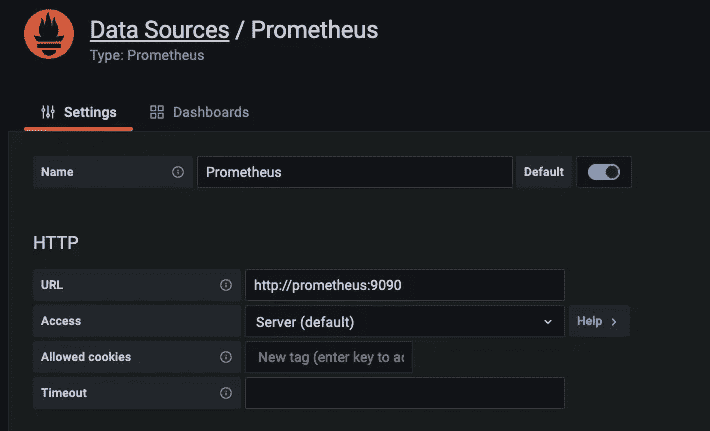 Data Sources / Prometheus
Type: Prometheus
Settings Dashboards
Name Prometheus Default
HTTP
URL http://prometheus:9090
Access Server (default) Help >
Allowed cookies New tag (enter key to ac
Timeout